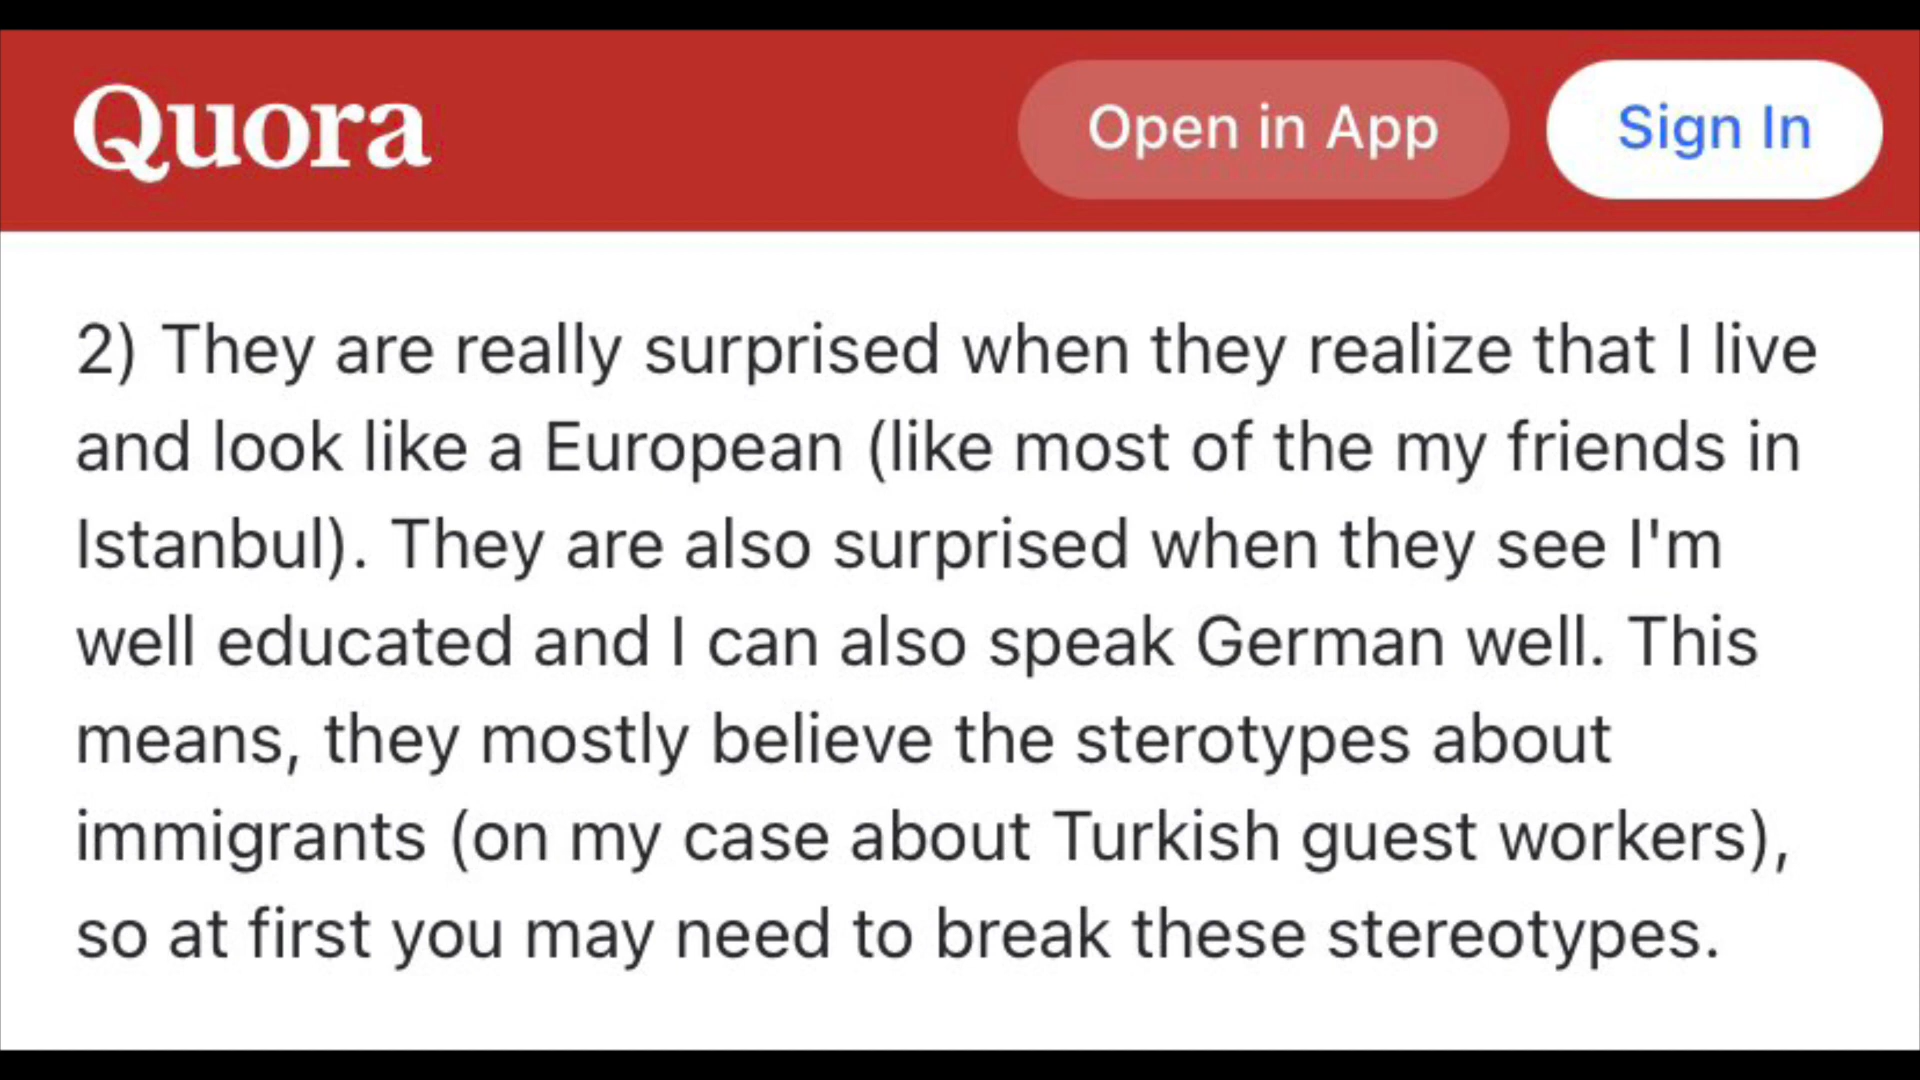 Quora
Open in App
Sign In
2) They are really surprised when they realize that I live
and look like a European (like most of the my friends in
Istanbul). They are also surprised when they see I'm
well educated and I can also speak German well. This
means, they mostly believe the sterotypes about
immigrants (on my case about Turkish guest workers),
so at first you may need to break these stereotypes.